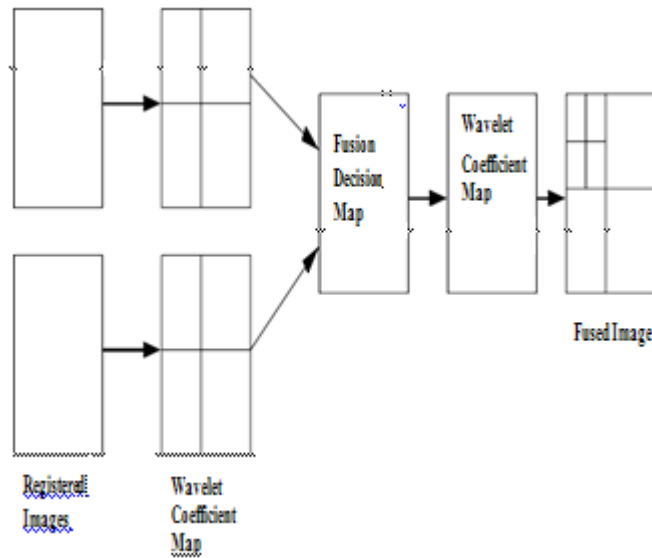 Fusion
Decision
Map
Wavelet
Coefficient
Map
Fused Image
Registered
Images
Wavelet
Coefficient
Map